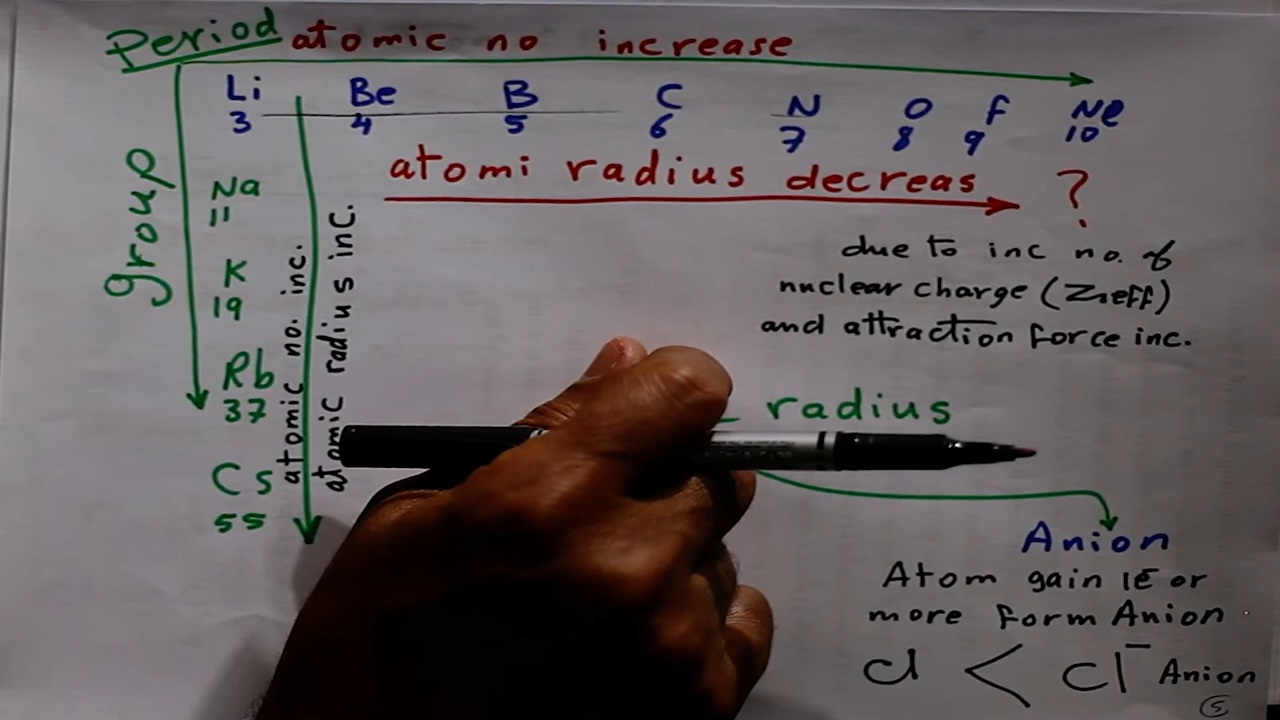 Period atomic no increase
Li Be B C N O F Ne
3 4 5 6 7 8 9 10
atomi radius decreas ?
group
Na
11
K
19
Rb
37
Cs
55
atomic no. inc.
atomic radius inc.
due to inc no. of
nuclear charge (Zeff)
and attraction force inc.
radius
Anion
Atom gain 1E or
more form Anion
Cl < Cl⁻ Anion
5